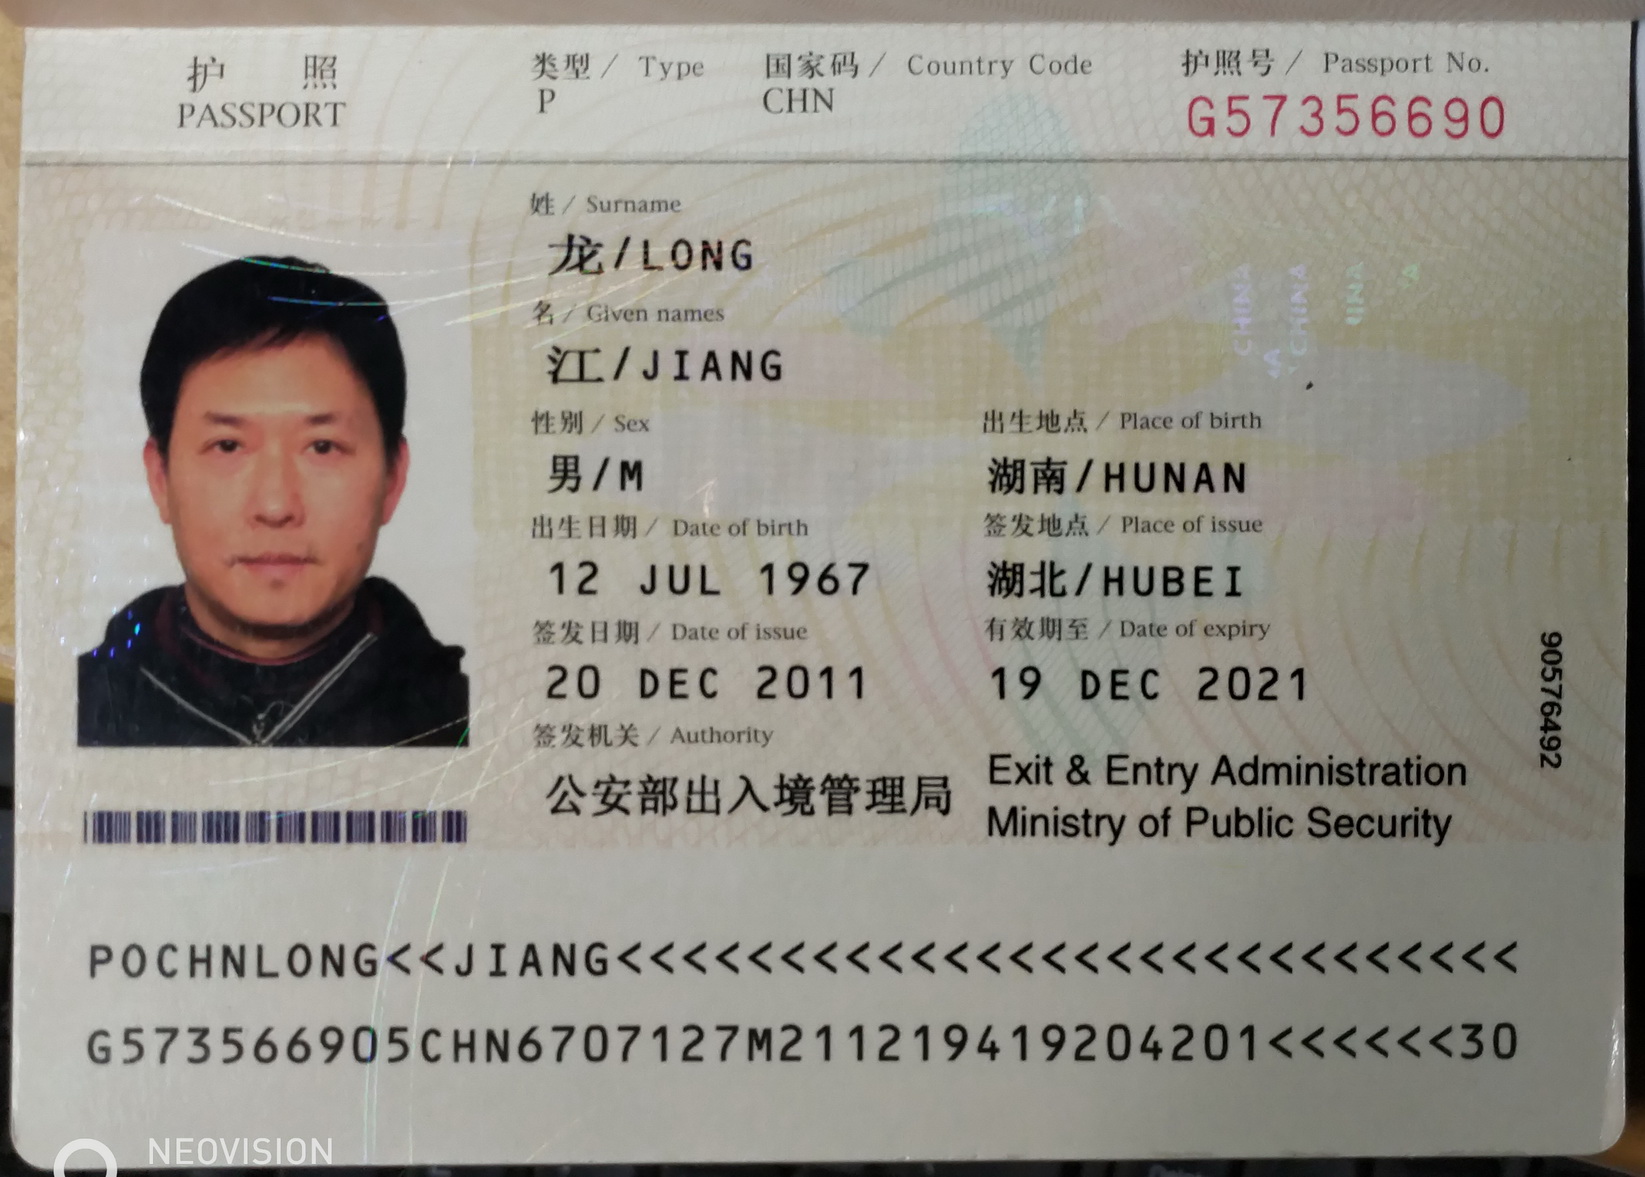 护照
PASSPORT
类型 / Type
P
国家码 / Country Code
CHN
护照号 / Passport No.
G57356690
姓 / Surname
龙/LONG
名 / Given names
江/JIANG
性别 / Sex
男/M
出生地点 / Place of birth
湖南/HUNAN
出生日期 / Date of birth
12 JUL 1967
签发地点 / Place of issue
湖北/HUBEI
签发日期 / Date of issue
20 DEC 2011
有效期至 / Date of expiry
19 DEC 2021
签发机关 / Authority
公安部出入境管理局
Exit & Entry Administration
Ministry of Public Security
90576492
CHINA
CHINA
POCHNLONG<<JIANG<<<<<<<<<<<<<<<<<<<<<<<<<<<<
G573566905CHN6707127M211219419204201<<<<<<30
NEOVISION